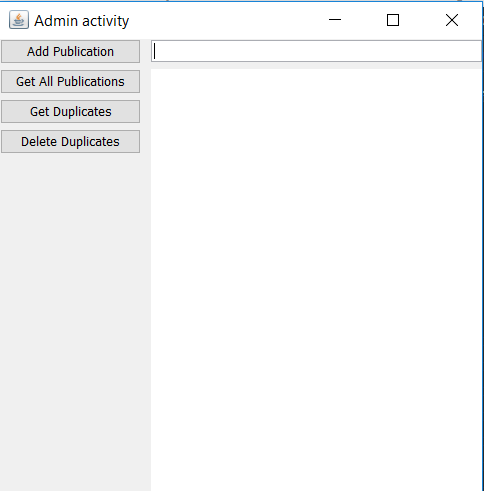 Admin activity
Add Publication
Get All Publications
Get Duplicates
Delete Duplicates